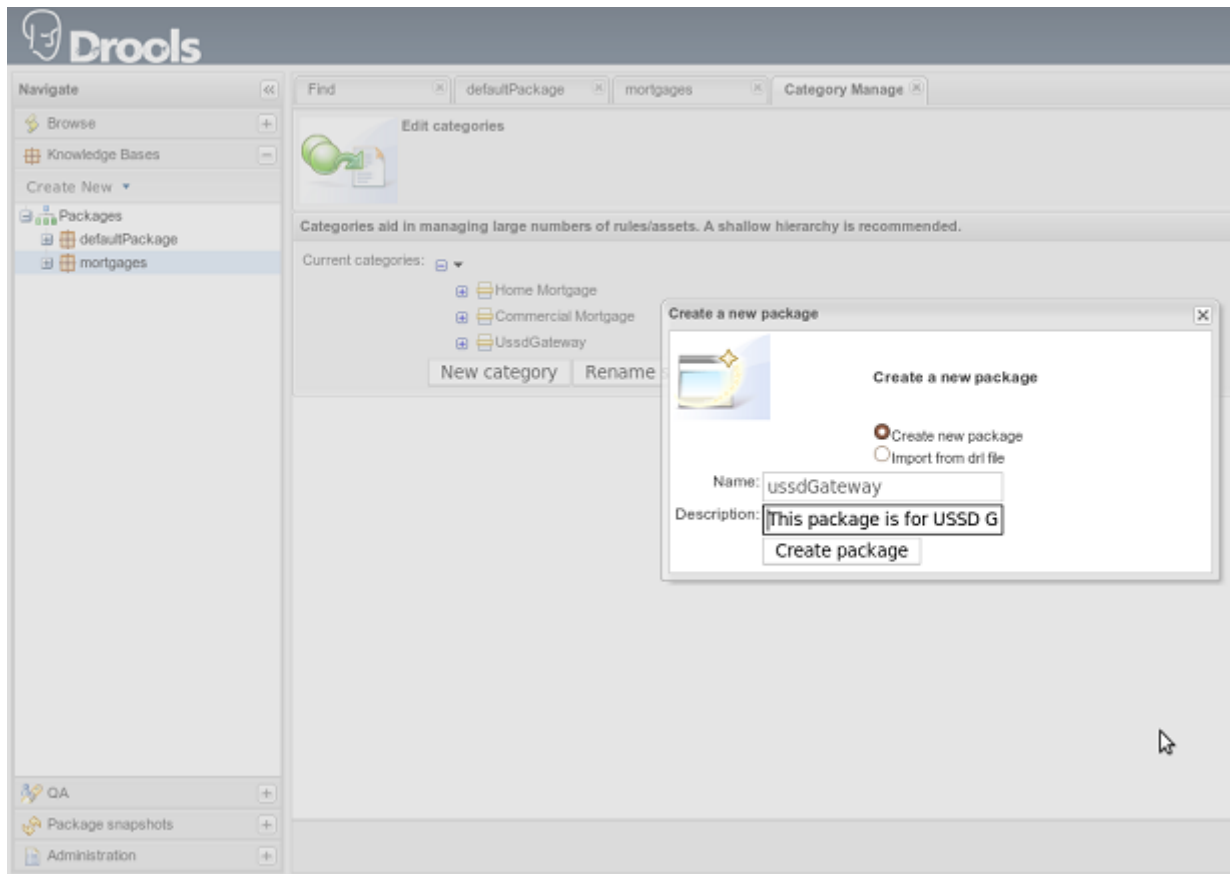 Drools
Navigate
Browse
Knowledge Bases
Create New
Packages
defaultPackage
mortgages
QA
Package snapshots
Administration
Find
defaultPackage
mortgages
Category Manage
Edit categories
Categories aid in managing large numbers of rules/assets. A shallow hierarchy is recommended.
Current categories:
Home Mortgage
Commercial Mortgage
UssdGateway
New category
Rename
Create a new package
Create a new package
Create new package
Import from drl file
Name: ussdGateway
Description: This package is for USSD G
Create package